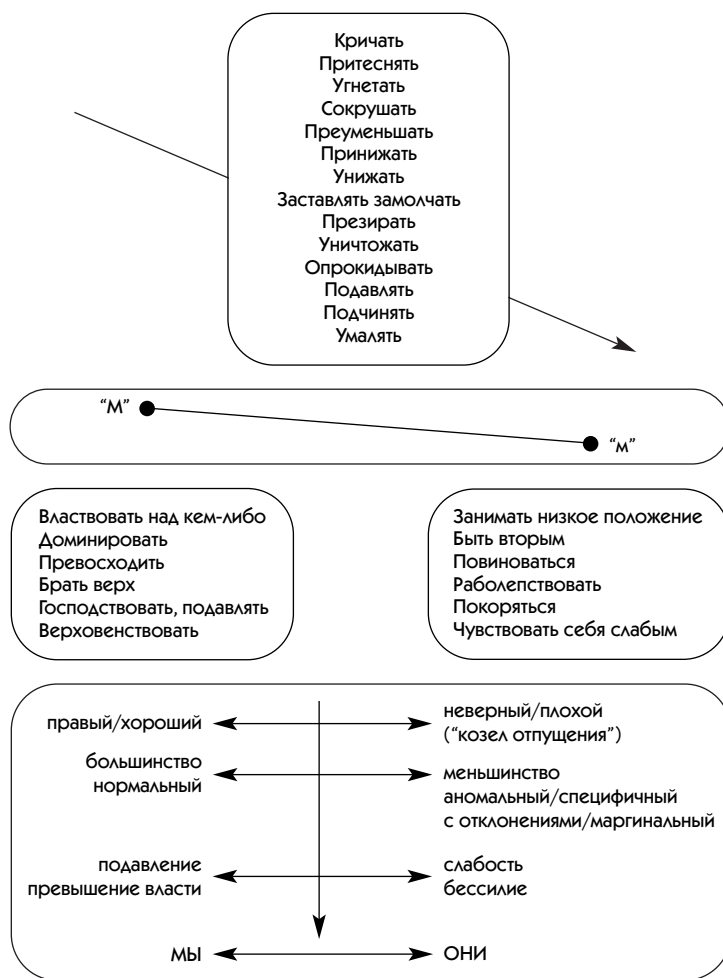 Кричать
Притеснять
Угнетать
Сокрушать
Преуменьшать
Принижать
Унижать
Заставлять замолчать
Презирать
Уничтожать
Опрокидывать
Подавлять
Подчинять
Умалять
“М”
“м”
Властвовать над кем-либо
Доминировать
Превосходить
Брать верх
Господствовать, подавлять
Верховенствовать
Занимать низкое положение
Быть вторым
Повиноваться
Раболепствовать
Покоряться
Чувствовать себя слабым
правый/хороший
неверный/плохой
(“козел отпущения”)
большинство
нормальный
меньшинство
аномальный/специфичный
с отклонениями/маргинальный
подавление
превышение власти
слабость
бессилие
МЫ
ОНИ